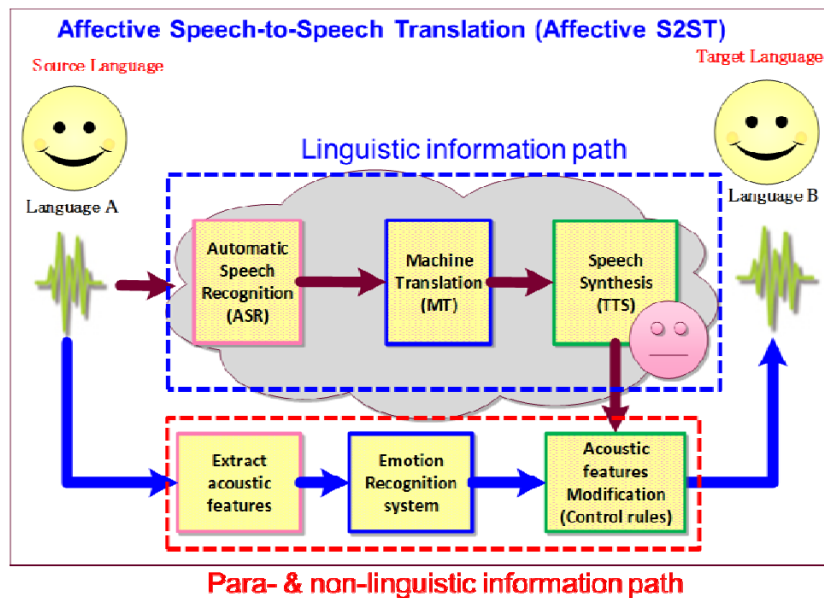 Affective Speech-to-Speech Translation (Affective S2ST)
Source Language
Target Language
Linguistic information path
Language A
Language B
Automatic
Speech
Recognition
(ASR)
Machine
Translation
(MT)
Speech
Synthesis
(TTS)
Extract
acoustic
features
Emotion
Recognition
system
Acoustic
features
Modification
(Control rules)
Para- & non-linguistic information path